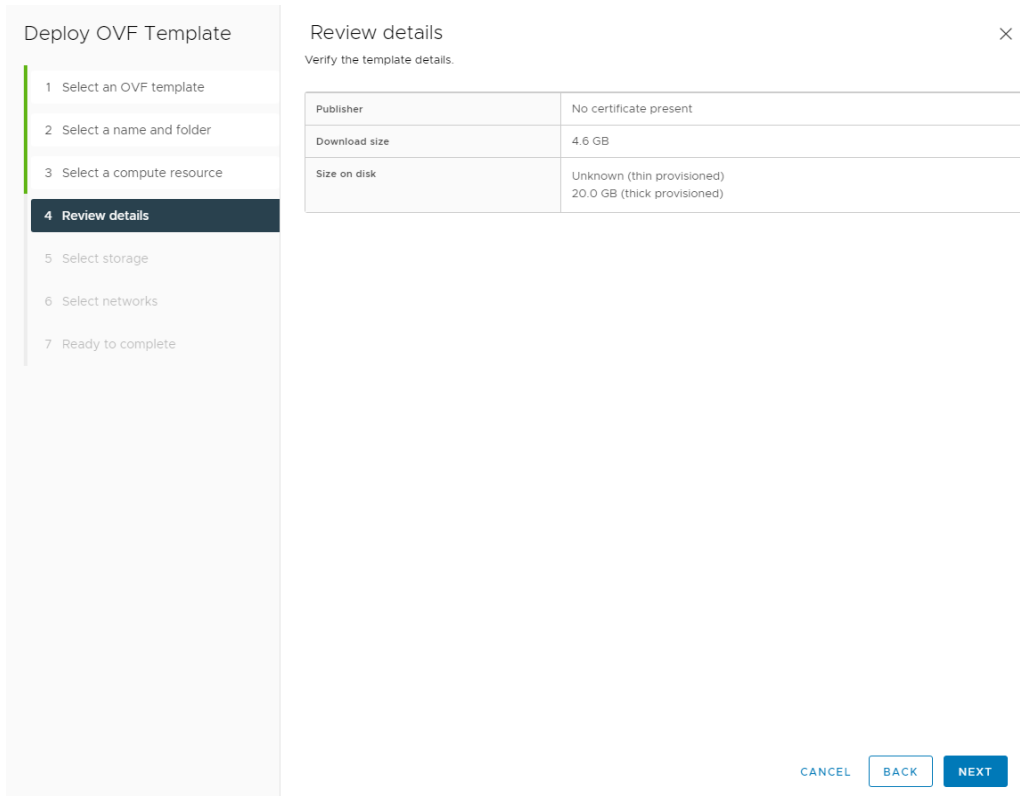 Deploy OVF Template
1 Select an OVF template
2 Select a name and folder
3 Select a compute resource
4 Review details
5 Select storage
6 Select networks
7 Ready to complete
Review details
Verify the template details.
Publisher No certificate present
Download size 4.6 GB
Size on disk Unknown (thin provisioned)
20.0 GB (thick provisioned)
CANCEL BACK NEXT